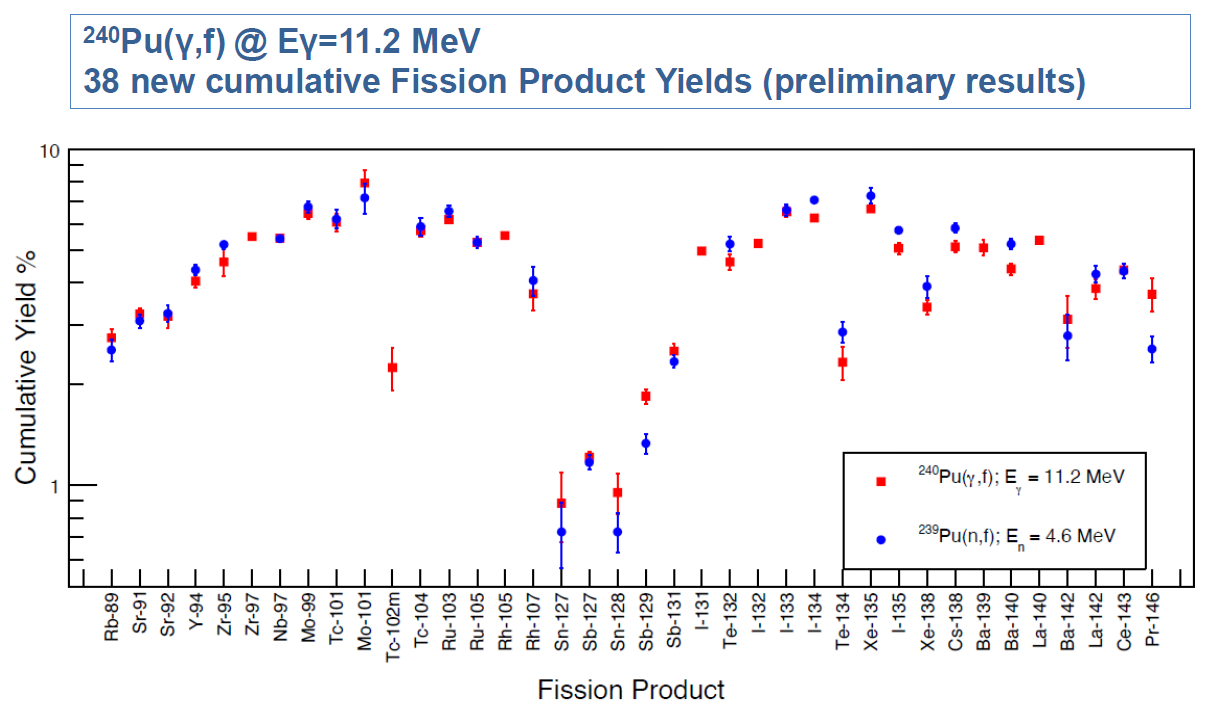 ²⁴⁰Pu(γ,f) @ Eγ=11.2 MeV
38 new cumulative Fission Product Yields (preliminary results)
10
1
Cumulative Yield %
²⁴⁰Pu(γ,f); E_γ = 11.2 MeV
²³⁹Pu(n,f); E_n = 4.6 MeV
Rb-89
Sr-91
Sr-92
Y-94
Zr-95
Zr-97
Nb-97
Mo-99
Tc-101
Mo-101
Tc-102m
Tc-104
Ru-103
Ru-105
Rh-105
Rh-107
Sn-127
Sb-127
Sn-128
Sb-129
Sb-131
I-131
Te-132
I-132
I-133
I-134
Te-134
Xe-135
I-135
Xe-138
Cs-138
Ba-139
Ba-140
La-140
Ba-142
La-142
Ce-143
Pr-146
Fission Product